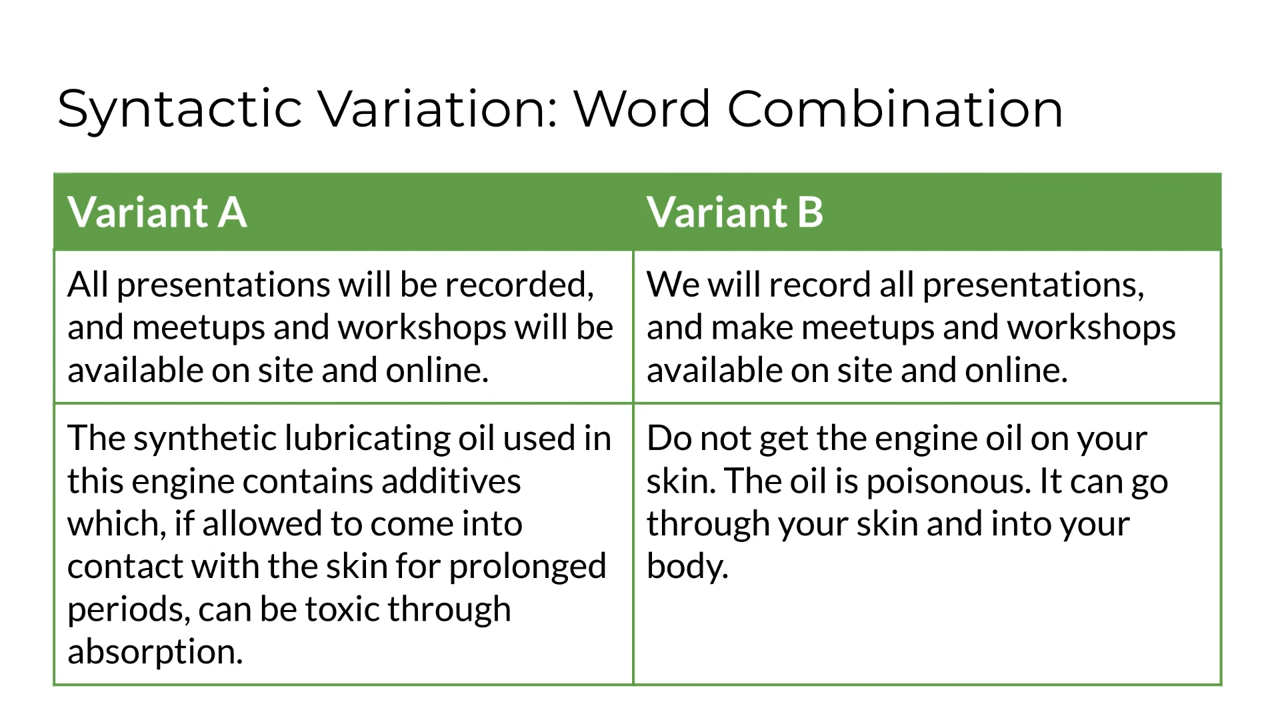 Syntactic Variation: Word Combination
Variant A
Variant B
All presentations will be recorded,
and meetups and workshops will be
available on site and online.
We will record all presentations,
and make meetups and workshops
available on site and online.
The synthetic lubricating oil used in
this engine contains additives
which, if allowed to come into
contact with the skin for prolonged
periods, can be toxic through
absorption.
Do not get the engine oil on your
skin. The oil is poisonous. It can go
through your skin and into your
body.